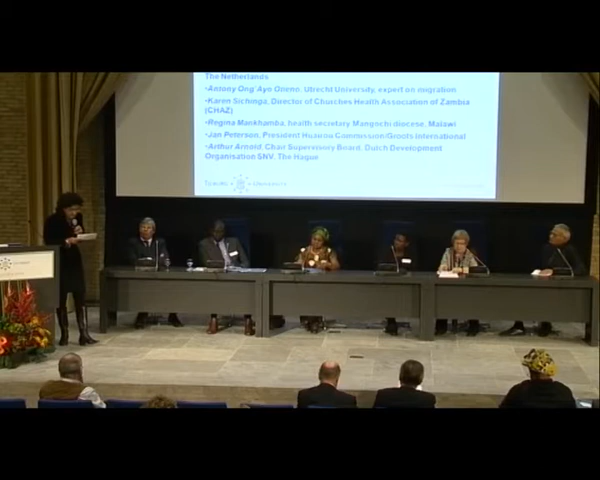 The Netherlands
•Antony Ong'Ayo Otieno, Utrecht University, expert on migration
•Karen Sichinga, Director of Churches Health Association of Zambia
(CHAZ)
•Regina Mankhamba, health secretary Mangochi diocese, Malawi
•Jan Peterson, President Commission Groots International
•Arthur Arnold, Chair Supervisory Board, Dutch Development
Organisation SNV, The Hague
University